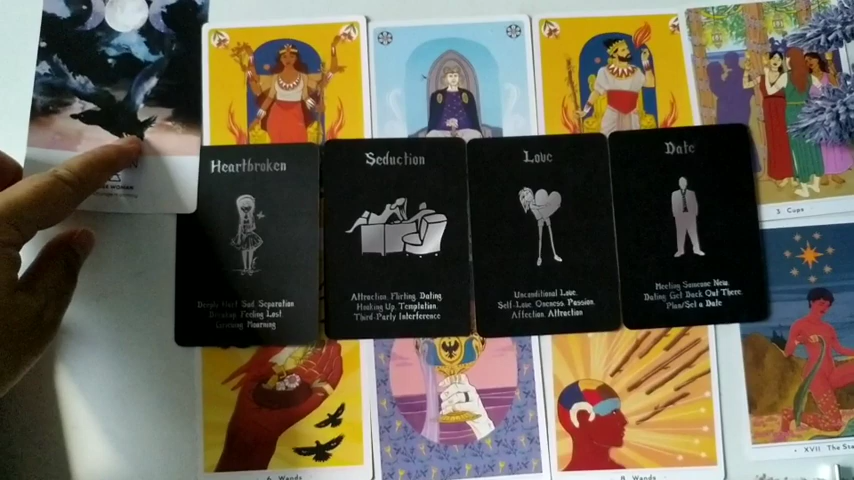 WOMAN
Heartbroken
Deeply Hurt Sad Separation
Breakup Feeling Lost
Grieving Mourning
Seduction
Attraction, Flirting, Dating
Hooking Up, Temptation,
Third-Party Interference
Love
Unconditional Love,
Self-Love, Oneness, Passion,
Affection, Attraction
Date
Meeting Someone New,
Dating, Get Back Out There,
Plan/Set a Date
3 Cups
6 Wands
8 Wands
XVII The Sta